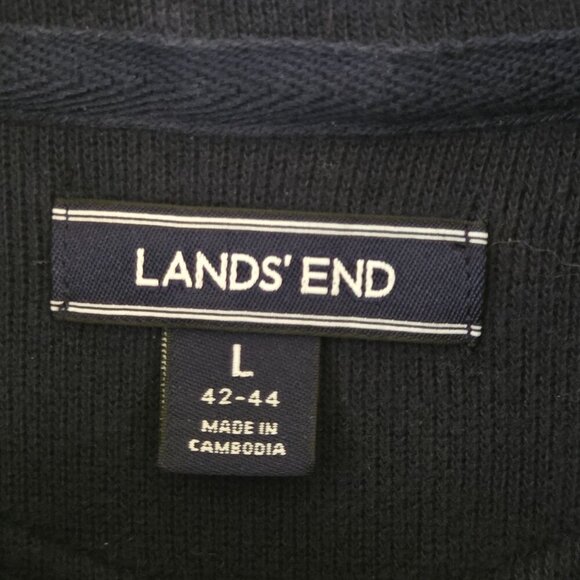 LANDS' END
L
42-44
MADE IN
CAMBODIA